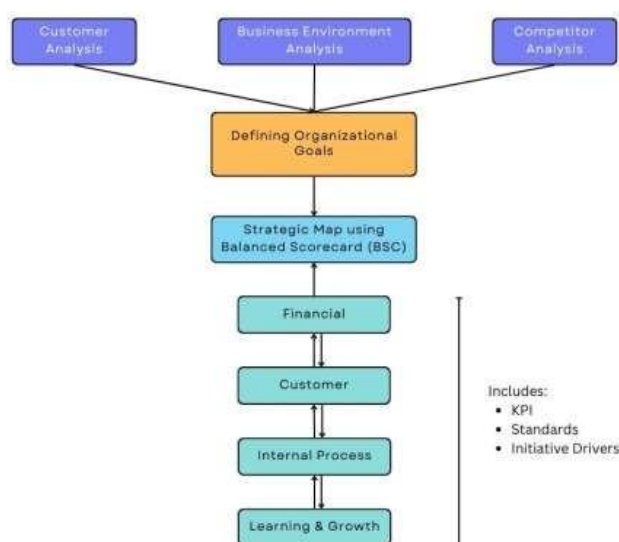 Customer
Analysis
Business Environment
Analysis
Competitor
Analysis
Defining Organizational
Goals
Strategic Map using
Balanced Scorecard (BSC)
Financial
Customer
Internal Process
Learning & Growth
Includes:
• KPI
• Standards
• Initiative Drivers